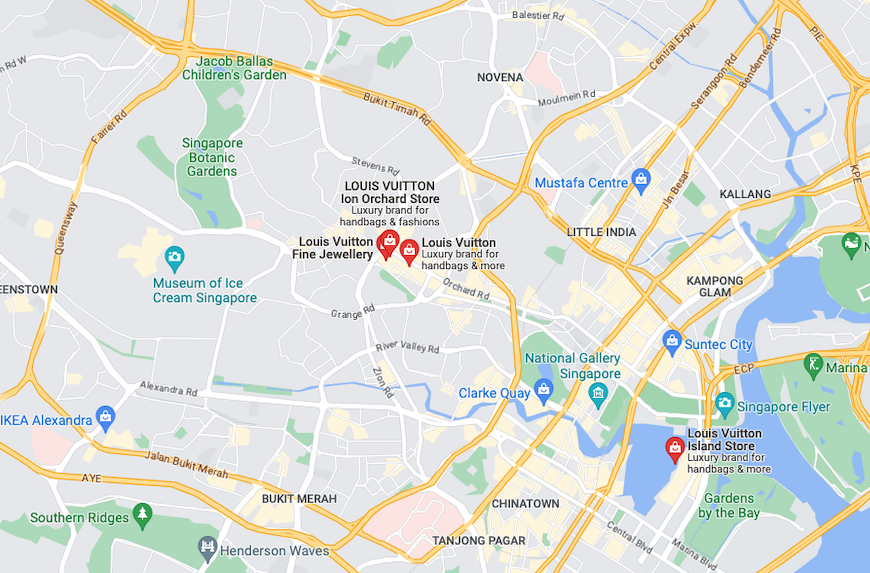 Balestier Rd
Central Expw
PIE
n Rd W
Jacob Ballas
Children's Garden
NOVENA
Serangoon Rd
Bendemeer Rd
Bukit Timah Rd
Moulmein Rd
Farrer Rd
Singapore
Botanic
Gardens
Stevens Rd
KPE
LOUIS VUITTON
Ion Orchard Store
Luxury brand for
handbags & fashions
Mustafa Centre
Jln Besar
KALLANG
Queensway
Louis Vuitton
Fine Jewellery
Louis Vuitton
Luxury brand for
handbags & more
LITTLE INDIA
N
Museum of Ice
Cream Singapore
EENSTOWN
Orchard Rd
KAMPONG
GLAM
Grange Rd
River Valley Rd
Suntec City
National Gallery
Singapore
ECP
Marina
Zion Rd
Alexandra Rd
Clarke Quay
Singapore Flyer
IKEA Alexandra
Louis Vuitton
Island Store
Luxury brand for
handbags & more
Jalan Bukit Merah
AYE
BUKIT MERAH
CHINATOWN
Gardens
by the Bay
Southern Ridges
Central Blvd
Marina Blvd
TANJONG PAGAR
Henderson Waves